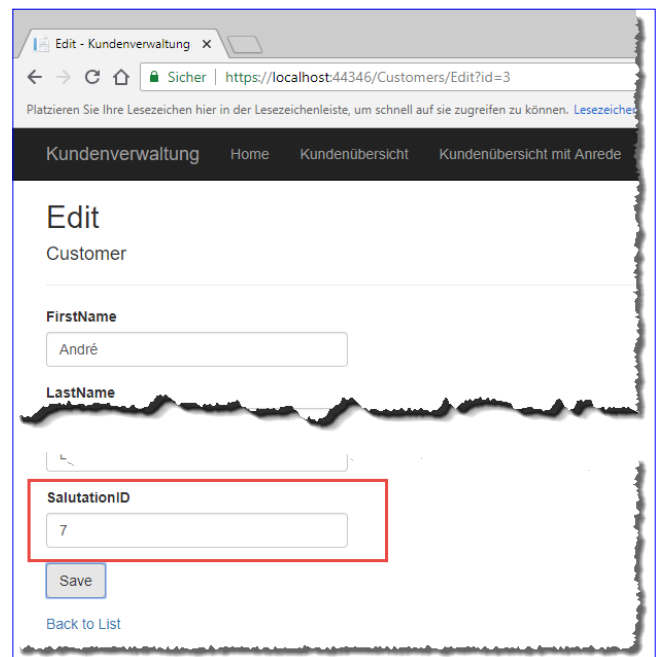 Edit - Kundenverwaltung
Sicher | https://localhost:44346/Customers/Edit?id=3
Platzieren Sie Ihre Lesezeichen hier in der Lesezeichenleiste, um schnell auf sie zugreifen zu können.
Kundenverwaltung Home Kundenübersicht Kundenübersicht mit Anrede
Edit
Customer
FirstName
André
LastName
SalutationID
7
Save
Back to List